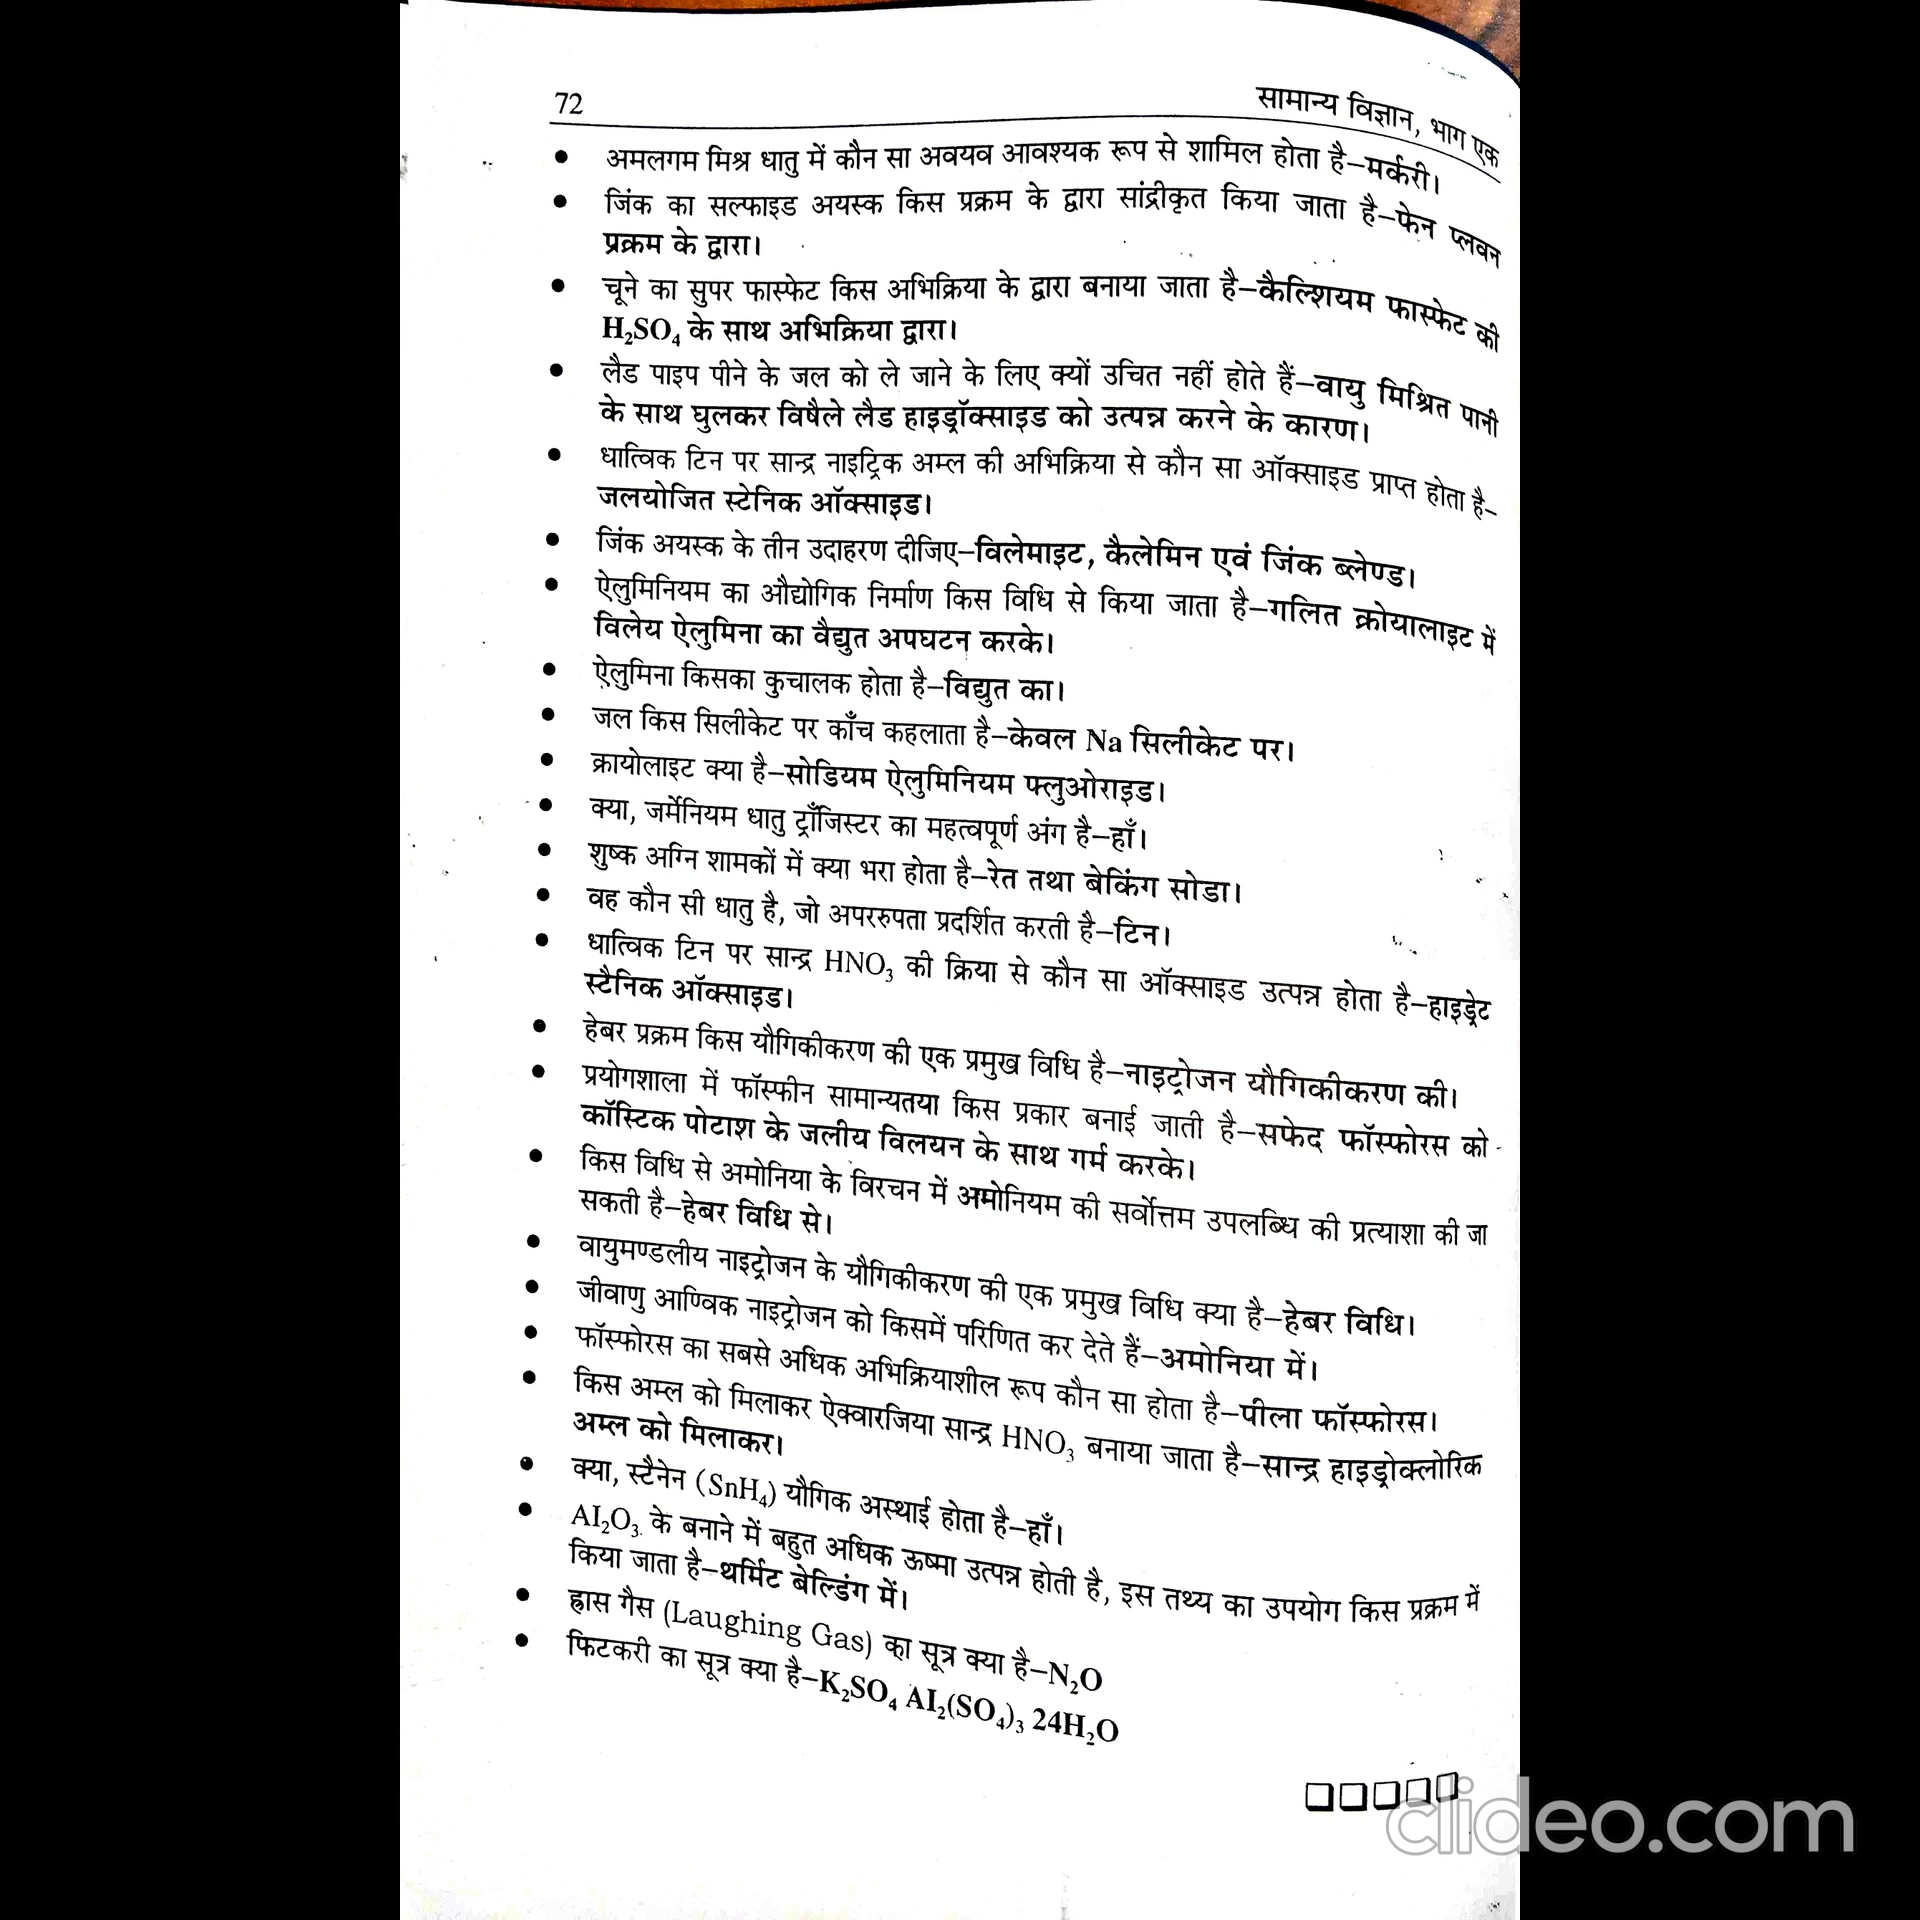 72
सामान्य विज्ञान, भाग एक
• अमलगम मिश्र धातु में कौन सा अवयव आवश्यक रूप से शामिल होता है–मर्करी।
• जिंक का सल्फाइड अयस्क किस प्रक्रम के द्वारा सांद्रीकृत किया जाता है–फेन प्लवन
प्रक्रम के द्वारा।
• चूने का सुपर फास्फेट किस अभिक्रिया के द्वारा बनाया जाता है–कैल्शियम फास्फेट की
H₂SO₄ के साथ अभिक्रिया द्वारा।
• लैड पाइप पीने के जल को ले जाने के लिए क्यों उचित नहीं होते हैं–वायु मिश्रित पानी
के साथ घुलकर विषैले लैड हाइड्रॉक्साइड को उत्पन्न करने के कारण।
• धात्विक टिन पर सान्द्र नाइट्रिक अम्ल की अभिक्रिया से कौन सा ऑक्साइड प्राप्त होता है–
जलयोजित स्टेनिक ऑक्साइड।
• जिंक अयस्क के तीन उदाहरण दीजिए–विलेमाइट, कैलेमिन एवं जिंक ब्लेण्ड।
• ऐलुमिनियम का औद्योगिक निर्माण किस विधि से किया जाता है–गलित क्रोयालाइट में
विलेय ऐलुमिना का वैद्युत अपघटन करके।
• ऐलुमिना किसका कुचालक होता है–विद्युत का।
• जल किस सिलीकेट पर काँच कहलाता है–केवल Na सिलीकेट पर।
• क्रायोलाइट क्या है–सोडियम ऐलुमिनियम फ्लुओराइड।
• क्या, जर्मेनियम धातु ट्राँजिस्टर का महत्वपूर्ण अंग है–हाँ।
• शुष्क अग्नि शामकों में क्या भरा होता है–रेत तथा बेकिंग सोडा।
• वह कौन सी धातु है, जो अपररुपता प्रदर्शित करती है–टिन।
• धात्विक टिन पर सान्द्र HNO₃ की क्रिया से कौन सा ऑक्साइड उत्पन्न होता है–हाइड्रेट
स्टैनिक ऑक्साइड।
• हेबर प्रक्रम किस यौगिकीकरण की एक प्रमुख विधि है–नाइट्रोजन यौगिकीकरण की।
• प्रयोगशाला में फॉस्फीन सामान्यतया किस प्रकार बनाई जाती है–सफेद फॉस्फोरस को
कॉस्टिक पोटाश के जलीय विलयन के साथ गर्म करके।
• किस विधि से अमोनिया के विरचन में अमोनियम की सर्वोत्तम उपलब्धि की प्रत्याशा की जा
सकती है–हेबर विधि से।
• वायुमण्डलीय नाइट्रोजन के यौगिकीकरण की एक प्रमुख विधि क्या है–हेबर विधि।
• जीवाणु आण्विक नाइट्रोजन को किसमें परिणित कर देते हैं–अमोनिया में।
• फॉस्फोरस का सबसे अधिक अभिक्रियाशील रूप कौन सा होता है–पीला फॉस्फोरस।
• किस अम्ल को मिलाकर ऐक्वारजिया सान्द्र HNO₃ बनाया जाता है–सान्द्र हाइड्रोक्लोरिक
अम्ल को मिलाकर।
• क्या, स्टैनेन (SnH₄) यौगिक अस्थाई होता है–हाँ।
• AI₂O₃ के बनाने में बहुत अधिक ऊष्मा उत्पन्न होती है, इस तथ्य का उपयोग किस प्रक्रम में
किया जाता है–थर्मिट बेल्डिंग में।
• ह्रास गैस (Laughing Gas) का सूत्र क्या है–N₂O
• फिटकरी का सूत्र क्या है–K₂SO₄ AI₂(SO₄)₃ 24H₂O
clideo.com